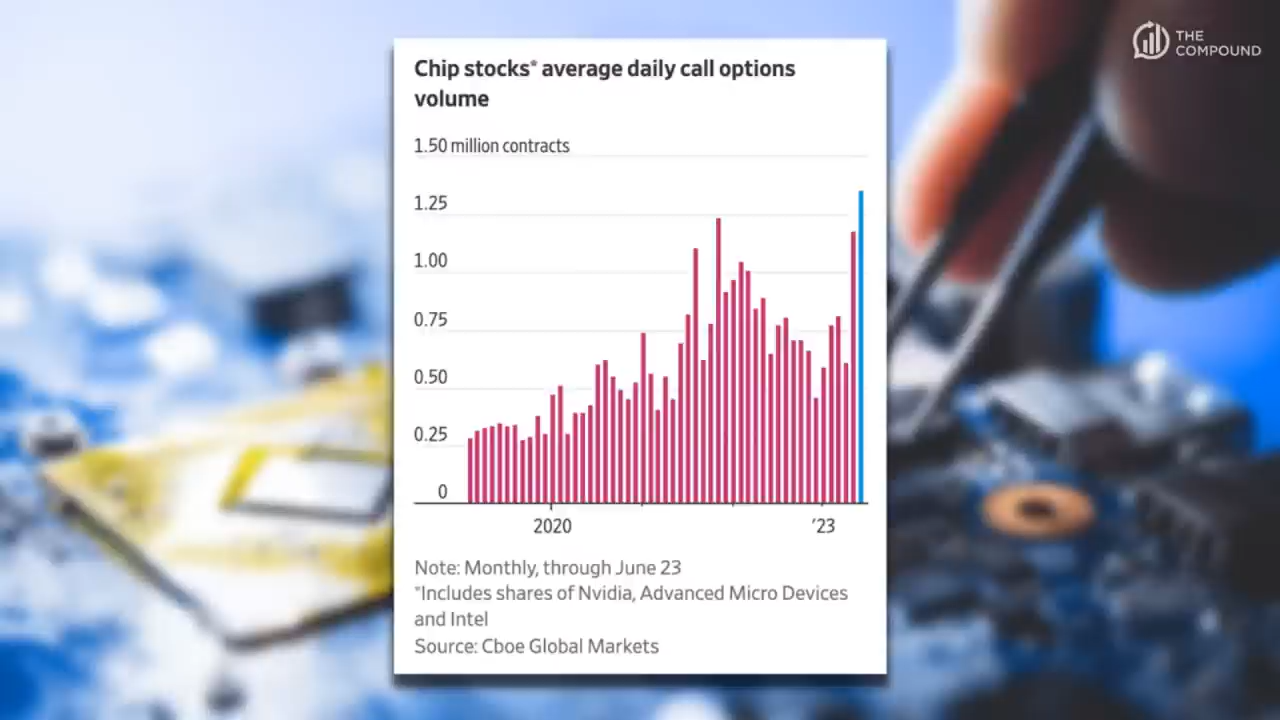 THE
COMPOUND
Chip stocks* average daily call options
volume
1.50 million contracts
1.25
1.00
0.75
0.50
0.25
0
2020
’23
Note: Monthly, through June 23
*Includes shares of Nvidia, Advanced Micro Devices
and Intel
Source: Cboe Global Markets